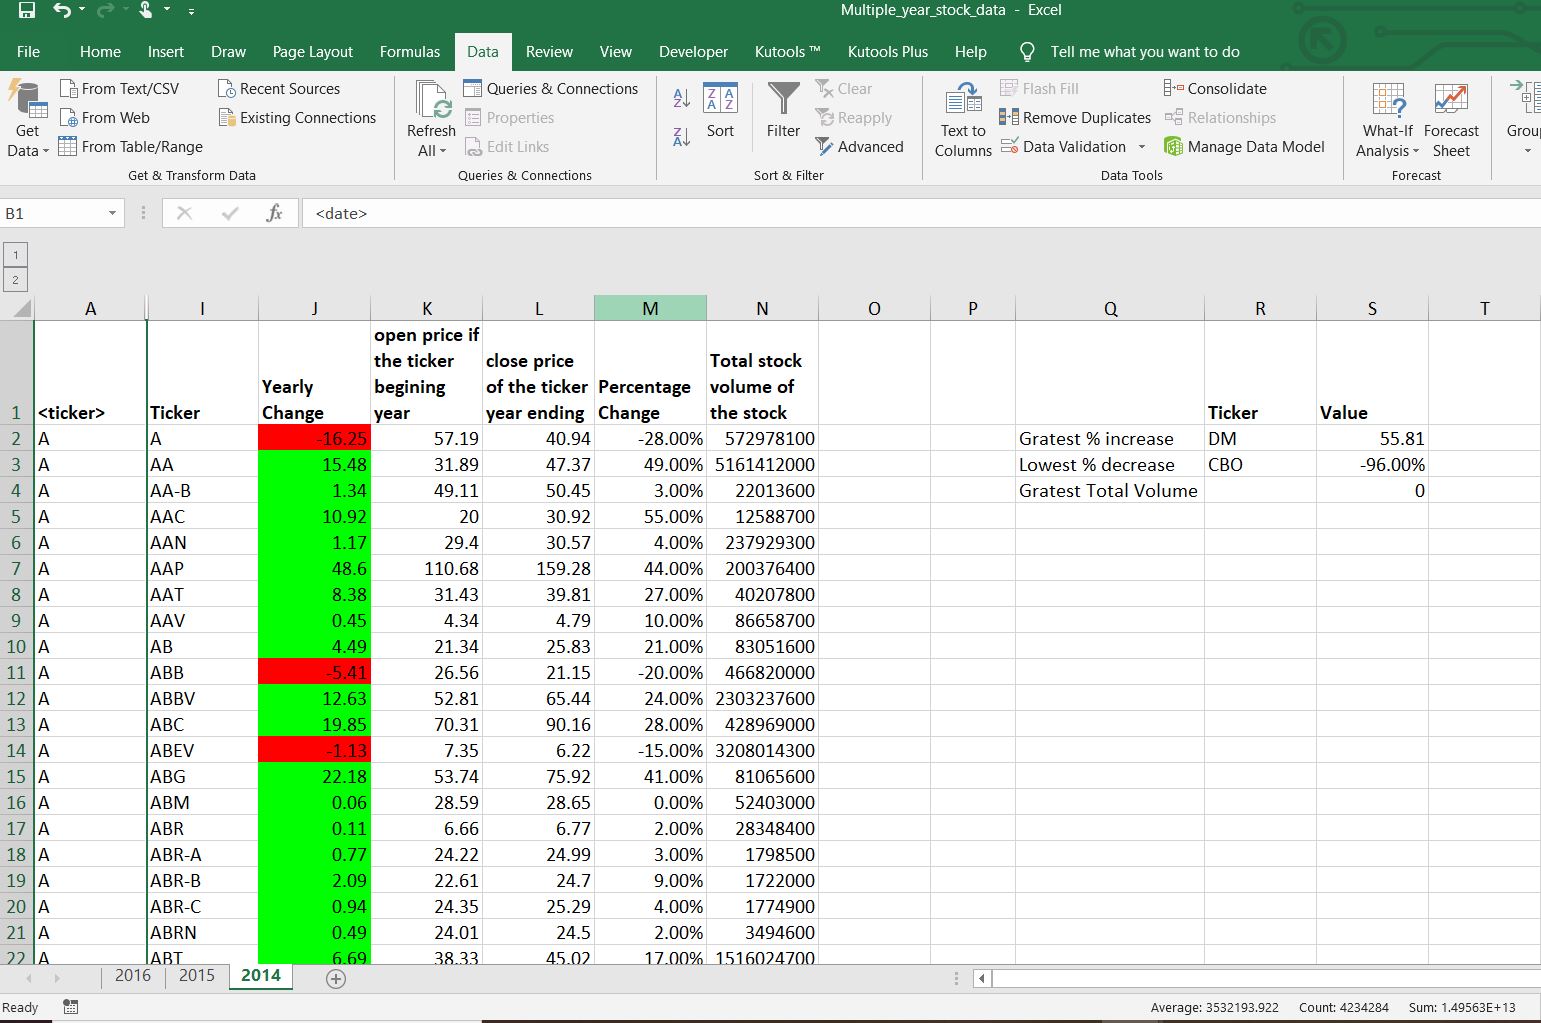 Multiple_year_stock_data - Excel
File Home Insert Draw Page Layout Formulas Data Review View Developer Kutools ™ Kutools Plus Help Tell me what you want to do
From Text/CSV Recent Sources Queries & Connections Clear Flash Fill Consolidate
From Web Existing Connections Properties Reapply Remove Duplicates Relationships
Get Data From Table/Range Refresh All Edit Links Sort Filter Advanced Text to Columns Data Validation Manage Data Model What-If Analysis Forecast Sheet Grou
Get & Transform Data Queries & Connections Sort & Filter Data Tools Forecast
B1 fx <date>
1
2
A I J K L M N O P Q R S T
1 <ticker> Ticker Yearly Change open price if the ticker begining year close price of the ticker year ending Percentage Change Total stock volume of the stock Ticker Value
2 A A -16.25 57.19 40.94 -28.00% 572978100 Gratest % increase DM 55.81
3 A AA 15.48 31.89 47.37 49.00% 5161412000 Lowest % decrease CBO -96.00%
4 A AA-B 1.34 49.11 50.45 3.00% 22013600 Gratest Total Volume 0
5 A AAC 10.92 20 30.92 55.00% 12588700
6 A AAN 1.17 29.4 30.57 4.00% 237929300
7 A AAP 48.6 110.68 159.28 44.00% 200376400
8 A AAT 8.38 31.43 39.81 27.00% 40207800
9 A AAV 0.45 4.34 4.79 10.00% 86658700
10 A AB 4.49 21.34 25.83 21.00% 83051600
11 A ABB -5.41 26.56 21.15 -20.00% 466820000
12 A ABBV 12.63 52.81 65.44 24.00% 2303237600
13 A ABC 19.85 70.31 90.16 28.00% 428969000
14 A ABEV -1.13 7.35 6.22 -15.00% 3208014300
15 A ABG 22.18 53.74 75.92 41.00% 81065600
16 A ABM 0.06 28.59 28.65 0.00% 52403000
17 A ABR 0.11 6.66 6.77 2.00% 28348400
18 A ABR-A 0.77 24.22 24.99 3.00% 1798500
19 A ABR-B 2.09 22.61 24.7 9.00% 1722000
20 A ABR-C 0.94 24.35 25.29 4.00% 1774900
21 A ABRN 0.49 24.01 24.5 2.00% 3494600
22 A ABT 6.69 38.33 45.02 17.00% 1516024700
2016 2015 2014
Ready Average: 3532193.922 Count: 4234284 Sum: 1.49563E+13